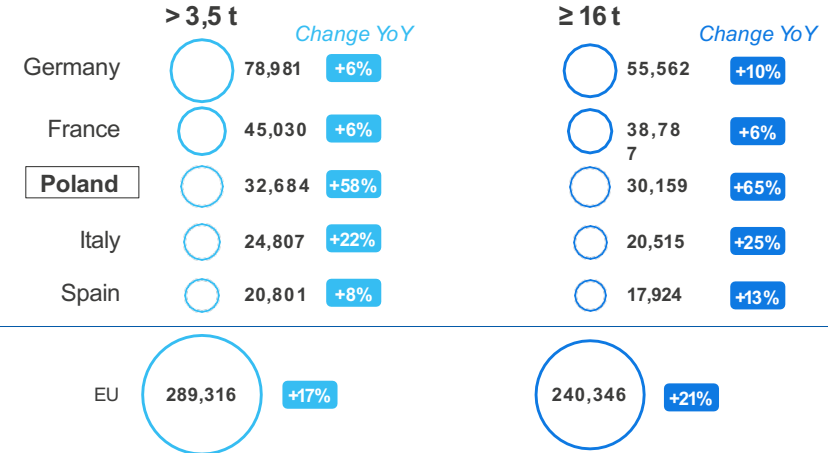 > 3,5 t ≥ 16 t
Change YoY Change YoY
Germany 78,981 +6% 55,562 +10%
France 45,030 +6% 38,78
7 +6%
Poland 32,684 +58% 30,159 +65%
Italy 24,807 +22% 20,515 +25%
Spain 20,801 +8% 17,924 +13%
EU 289,316 +17% 240,346 +21%